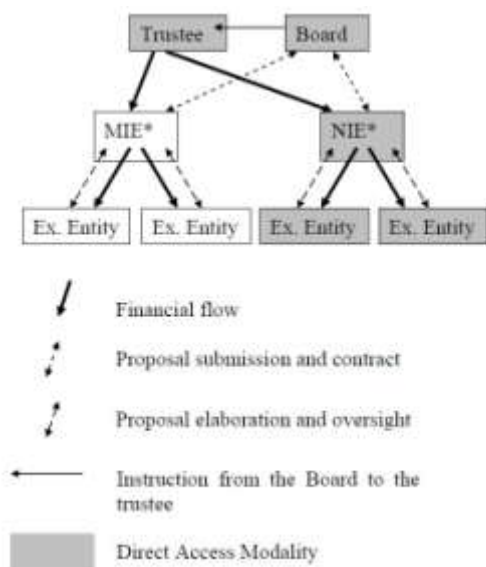 Trustee Board
MIE* NIE*
Ex. Entity Ex. Entity Ex. Entity Ex. Entity
Financial flow
Proposal submission and contract
Proposal elaboration and oversight
Instruction from the Board to the
trustee
Direct Access Modality